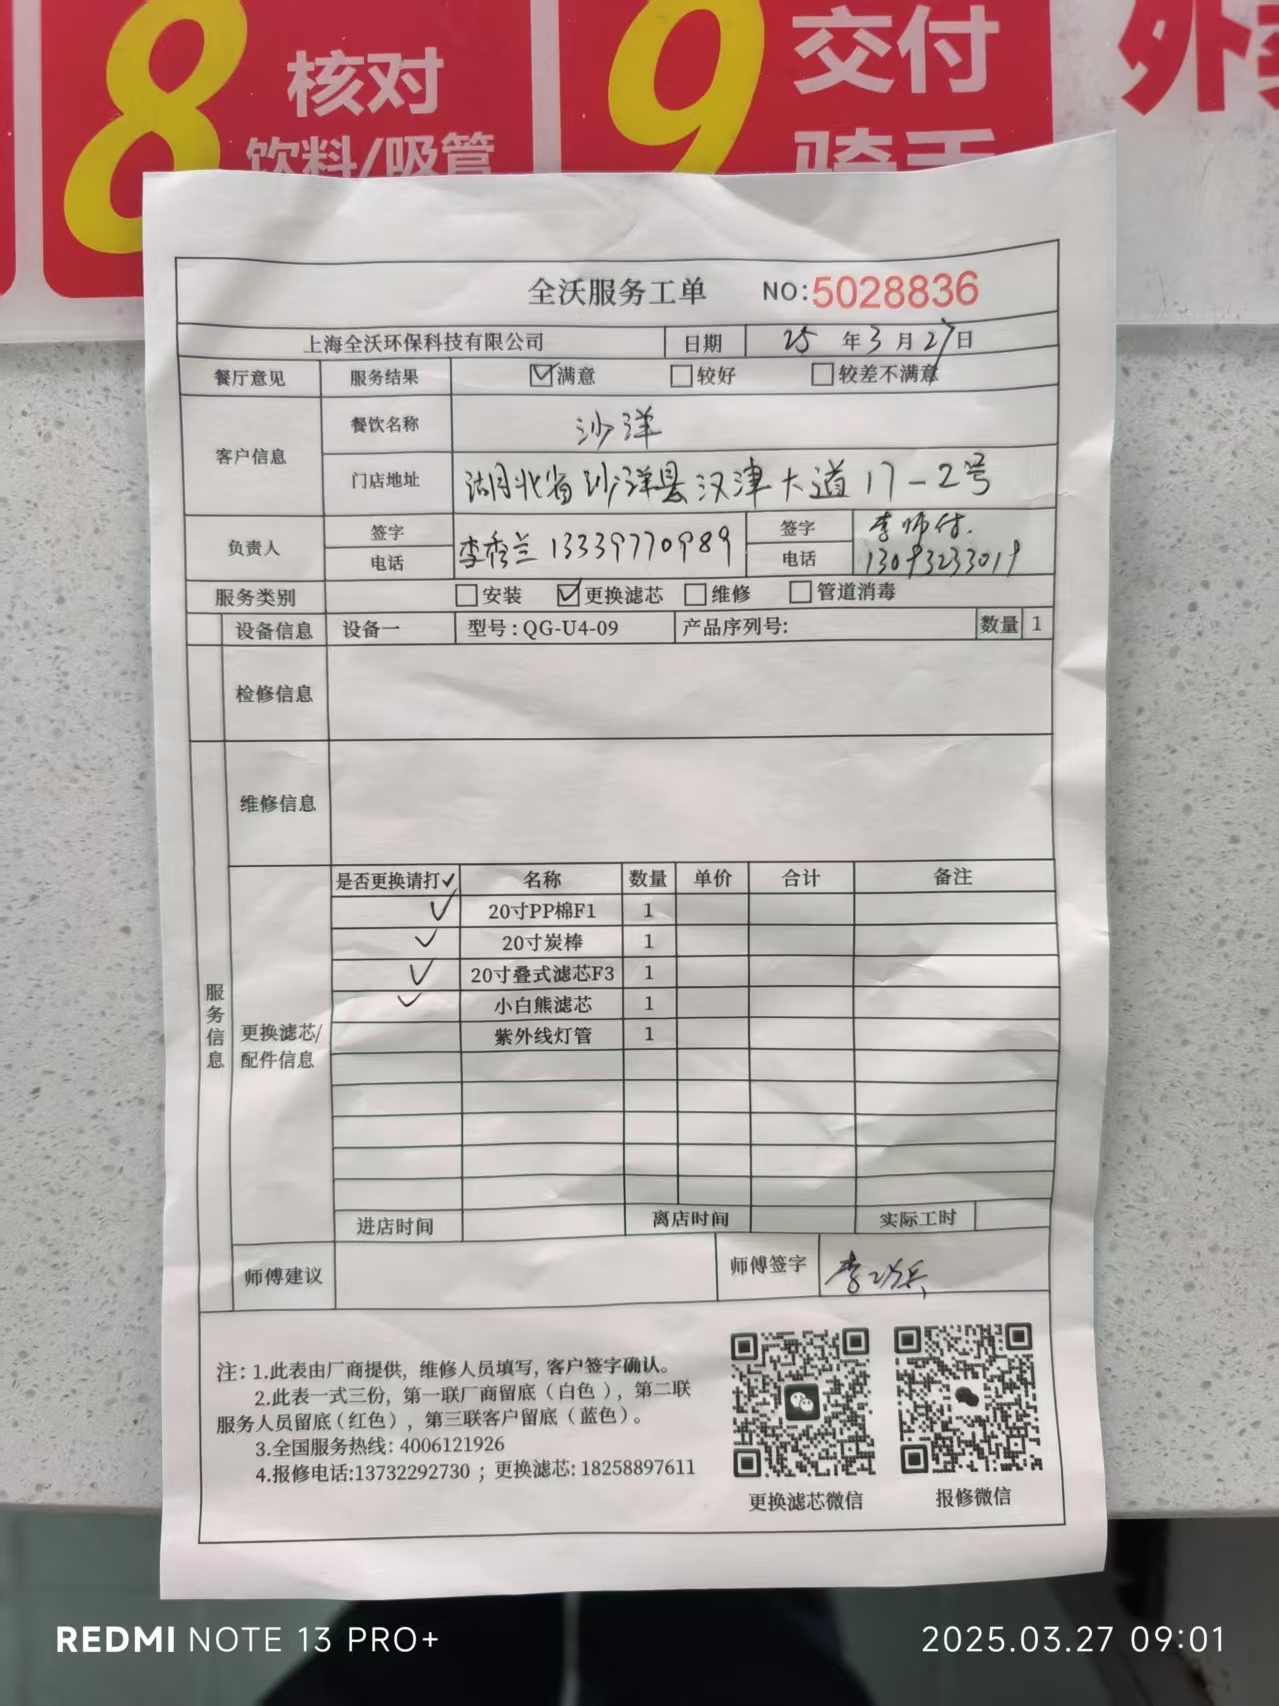 8 核对 9 交付 外卖
饮料/吸管 骑手
全沃服务工单 NO:5028836
上海全沃环保科技有限公司 日期 25 年 3 月 27 日
餐厅意见 服务结果 ☑满意 □较好 □较差不满意
客户信息 餐饮名称 沙洋
门店地址 湖北省沙洋县汉津大道17-2号
负责人 签字 李秀兰 13339770989 签字 李师付.
电话 电话 13093233019
服务类别 □安装 ☑更换滤芯 □维修 □管道消毒
设备信息 设备一 型号:QG-U4-09 产品序列号: 数量 1
检修信息
维修信息
服务信息
更换滤芯/配件信息
是否更换请打✓ 名称 数量 单价 合计 备注
✓ 20寸PP棉F1 1
✓ 20寸炭棒 1
✓ 20寸叠式滤芯F3 1
✓ 小白熊滤芯 1
紫外线灯管 1
进店时间 离店时间 实际工时
师傅建议 师傅签字
注: 1.此表由厂商提供, 维修人员填写, 客户签字确认。
2.此表一式三份, 第一联厂商留底(白色), 第二联
服务人员留底(红色), 第三联客户留底(蓝色)。
3.全国服务热线: 4006121926
4.报修电话:13732292730 ; 更换滤芯: 18258897611
更换滤芯微信 报修微信
REDMI NOTE 13 PRO+ 2025.03.27 09:01